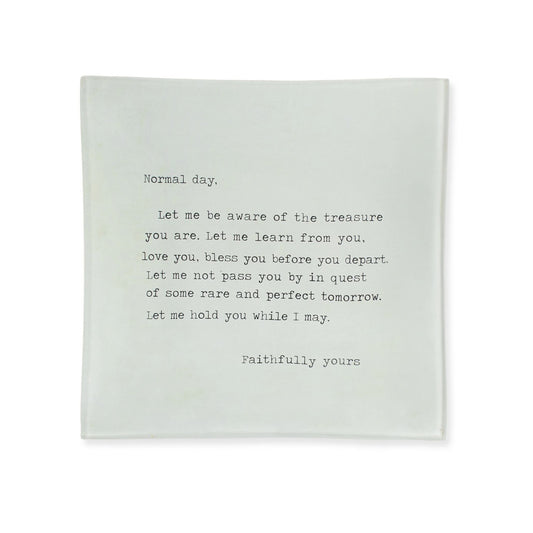 Normal day,
Let me be aware of the treasure
you are. Let me learn from you,
love you, bless you before you depart.
Let me not pass you by in quest
of some rare and perfect tomorrow.
Let me hold you while I may.
Faithfully yours